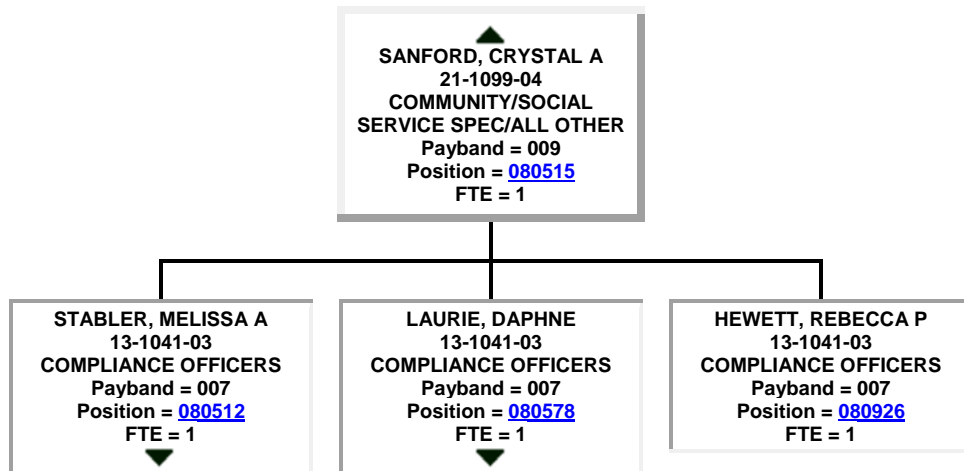 SANFORD, CRYSTAL A
21-1099-04
COMMUNITY/SOCIAL
SERVICE SPEC/ALL OTHER
Payband = 009
Position = 080515
FTE = 1
STABLER, MELISSA A
13-1041-03
COMPLIANCE OFFICERS
Payband = 007
Position = 080512
FTE = 1
LAURIE, DAPHNE
13-1041-03
COMPLIANCE OFFICERS
Payband = 007
Position = 080578
FTE = 1
HEWETT, REBECCA P
13-1041-03
COMPLIANCE OFFICERS
Payband = 007
Position = 080926
FTE = 1